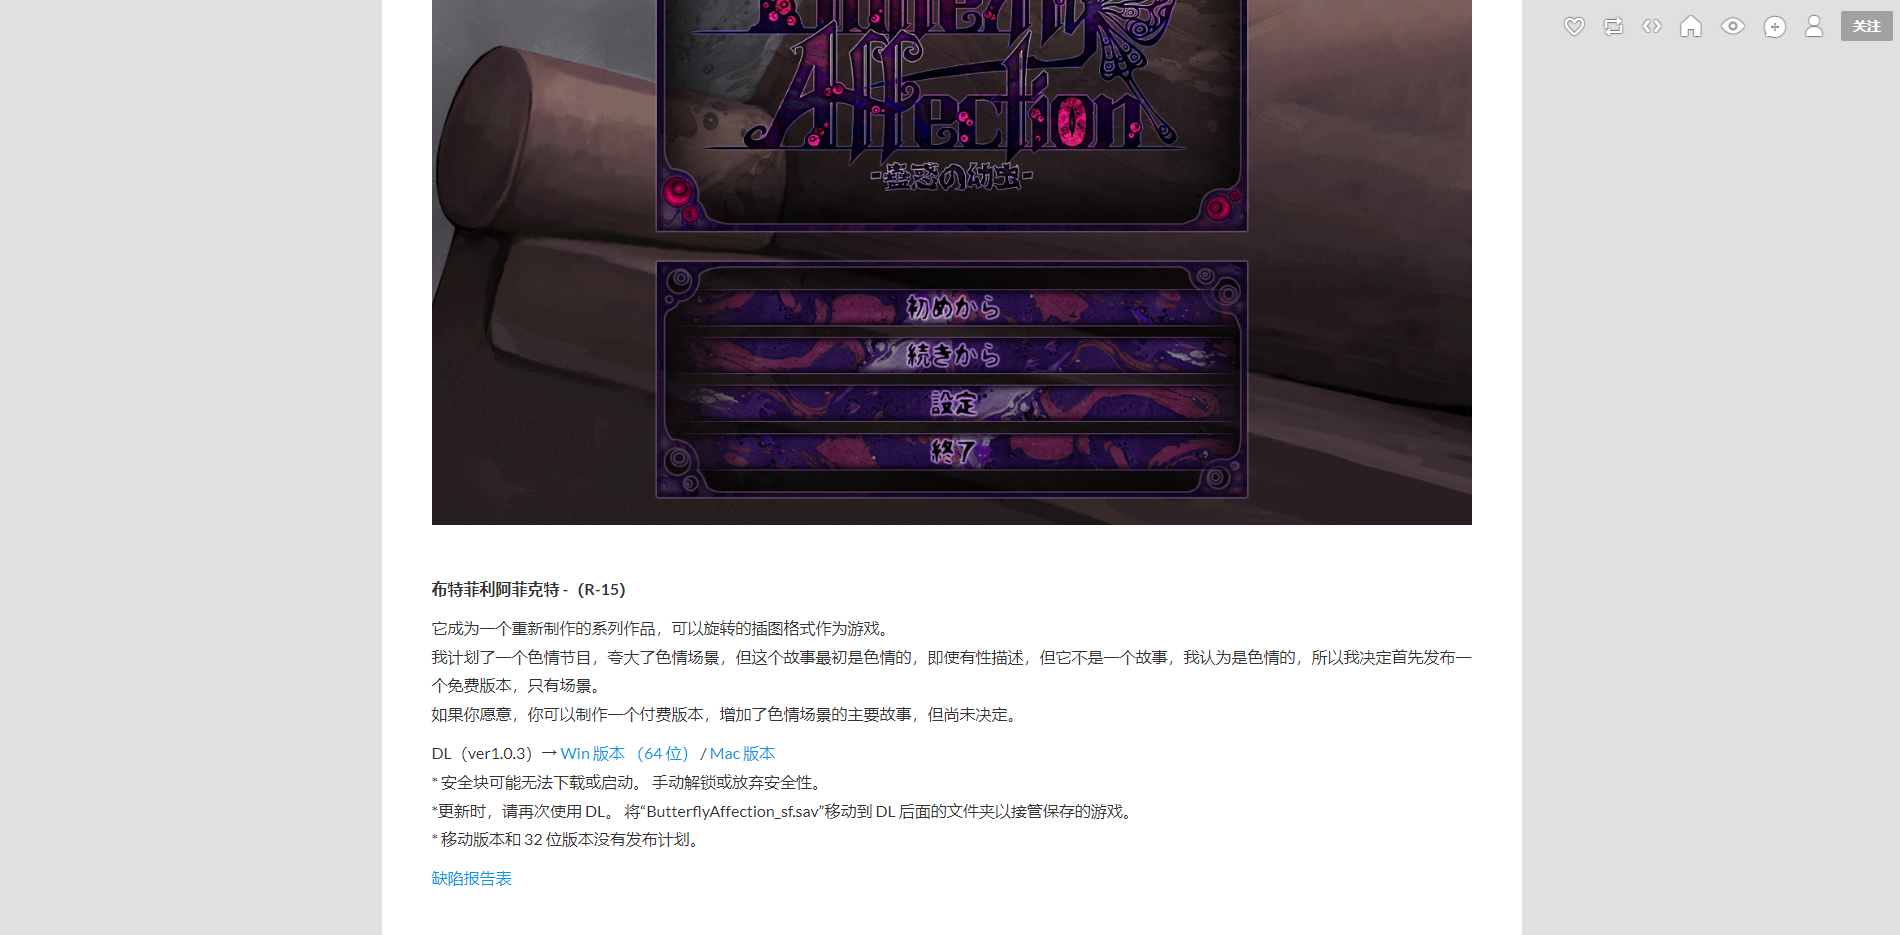 关注
Butterfly
Affection
-蠱惑の幼虫-
初めから
続きから
設定
終了
布特菲利阿菲克特 -（R-15）
它成为一个重新制作的系列作品，可以旋转的插图格式作为游戏。
我计划了一个色情节目，夸大了色情场景，但这个故事最初是色情的，即使有性描述，但它不是一个故事，我认为是色情的，所以我决定首先发布一
个免费版本，只有场景。
如果你愿意，你可以制作一个付费版本，增加了色情场景的主要故事，但尚未决定。
DL（ver1.0.3）→ Win 版本 （64 位） / Mac 版本
* 安全块可能无法下载或启动。 手动解锁或放弃安全性。
*更新时，请再次使用 DL。 将“ButterflyAffection_sf.sav”移动到 DL 后面的文件夹以接管保存的游戏。
* 移动版本和 32 位版本没有发布计划。
缺陷报告表